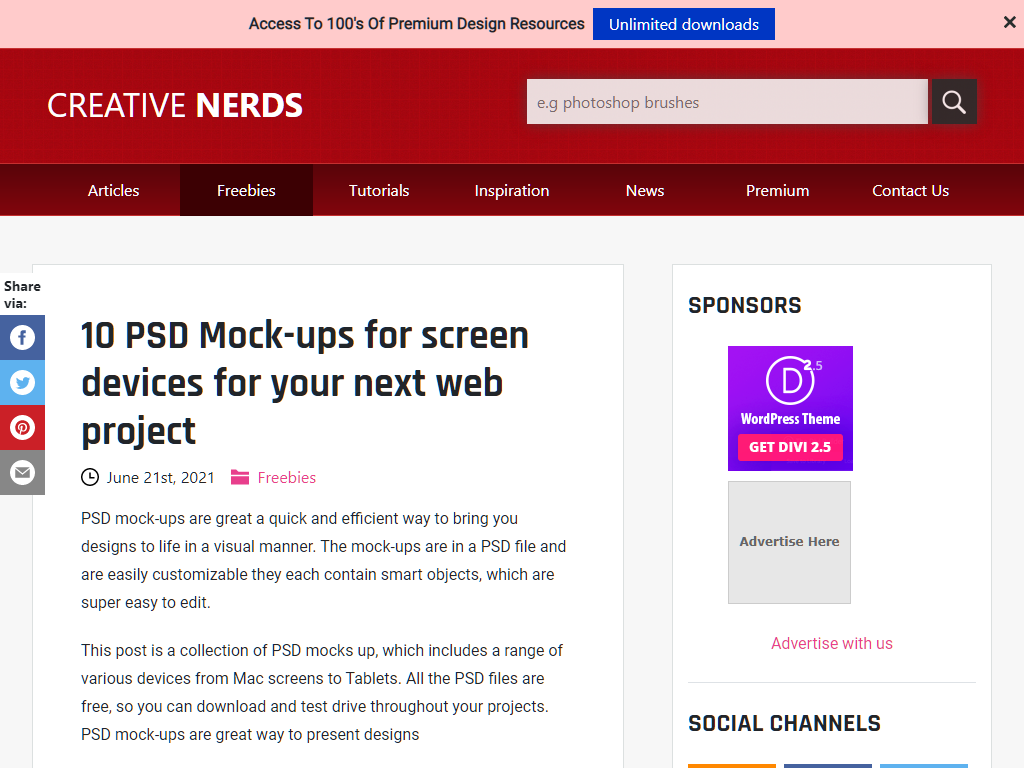 Access To 100's Of Premium Design Resources
Unlimited downloads
CREATIVE NERDS
e.g photoshop brushes
Articles
Freebies
Tutorials
Inspiration
News
Premium
Contact Us
Share
via:
10 PSD Mock-ups for screen
devices for your next web
project
June 21st, 2021
Freebies
PSD mock-ups are great a quick and efficient way to bring you
designs to life in a visual manner. The mock-ups are in a PSD file and
are easily customizable they each contain smart objects, which are
super easy to edit.
This post is a collection of PSD mocks up, which includes a range of
various devices from Mac screens to Tablets. All the PSD files are
free, so you can download and test drive throughout your projects.
PSD mock-ups are great way to present designs
SPONSORS
D 2.5
WordPress Theme
GET DIVI 2.5
Advertise Here
Advertise with us
SOCIAL CHANNELS